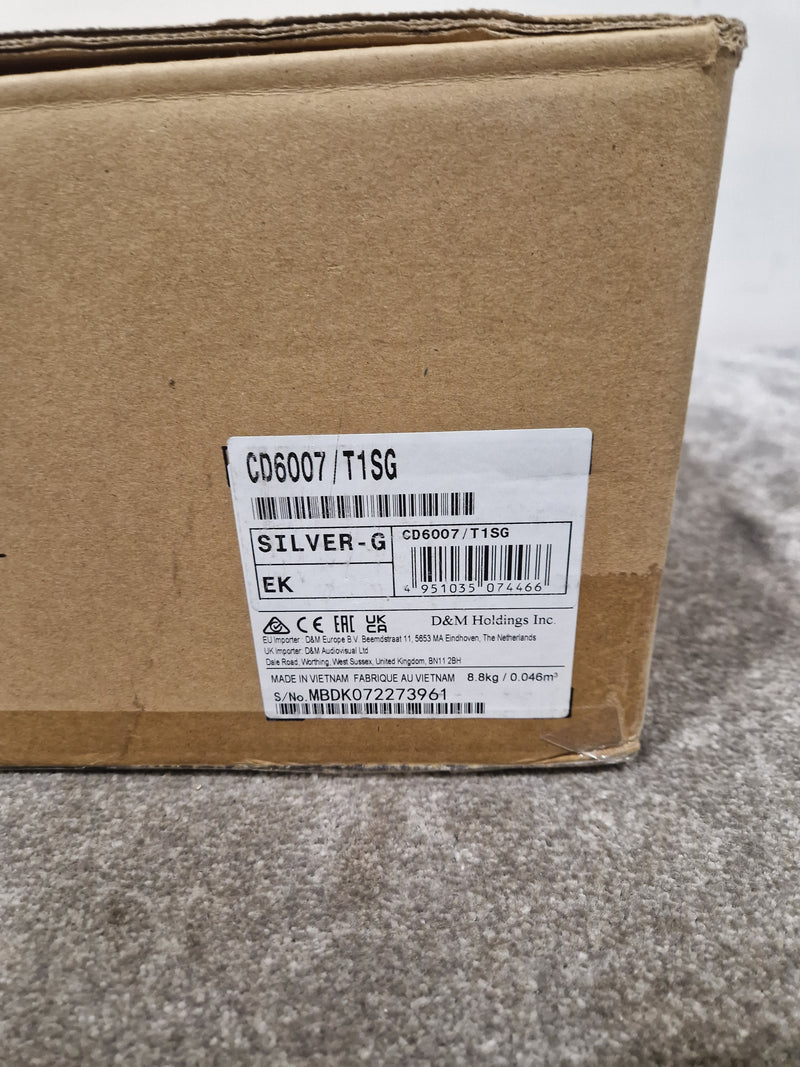 CD6007/T1SG
SILVER-G
CD6007/T1SG
EK
4 951035 074466
CE EAC UKCA
D&M Holdings Inc.
EU Importer : D&M Europe B.V. Beemdstraat 11, 5653 MA Eindhoven, The Netherlands
UK Importer: D&M Audiovisual Ltd
Dale Road, Worthing, West Sussex, United Kingdom, BN11 2BH
MADE IN VIETNAM FABRIQUE AU VIETNAM 8.8kg / 0.046m³
S/No.MBDK072273961